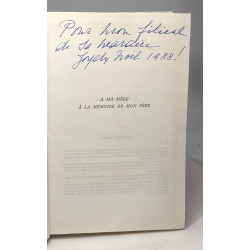 Pour mon filleul
de sa marraine
Joyeux Noël 1988!
A MA MÈRE
À LA MÉMOIRE DE MON PÈRE